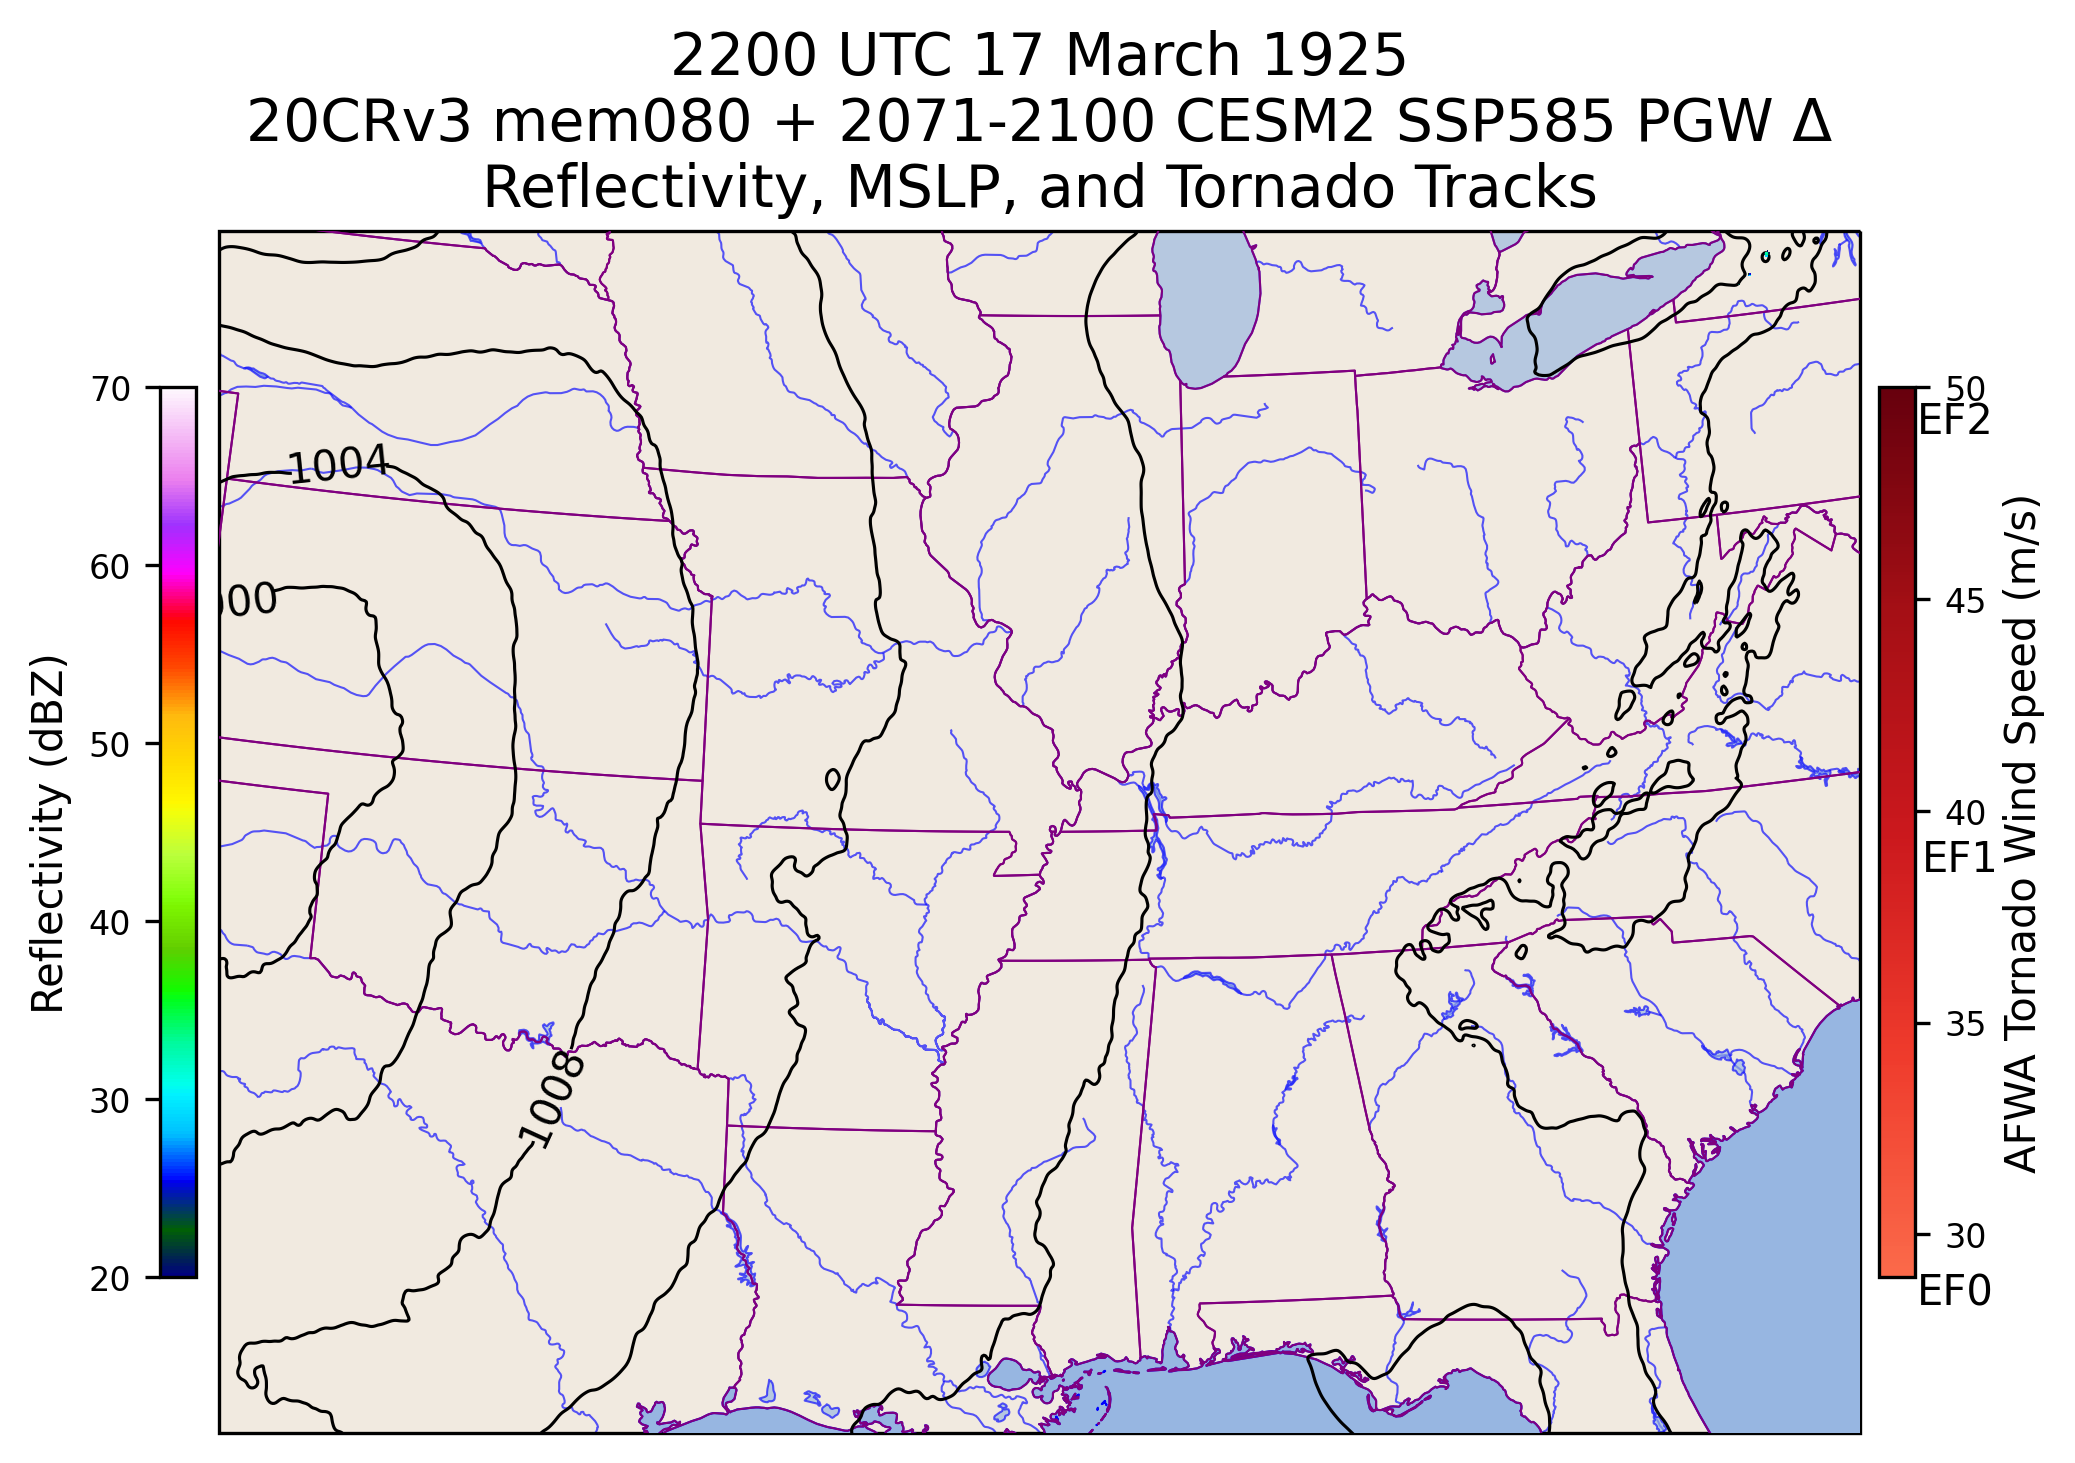 2200 UTC 17 March 1925
20CRv3 mem080 + 2071-2100 CESM2 SSP585 PGW Δ
Reflectivity, MSLP, and Tornado Tracks
Reflectivity (dBZ)
70
60
50
40
30
20
1004
00
1008
50
EF2
45
40
EF1
35
30
EF0
AFWA Tornado Wind Speed (m/s)